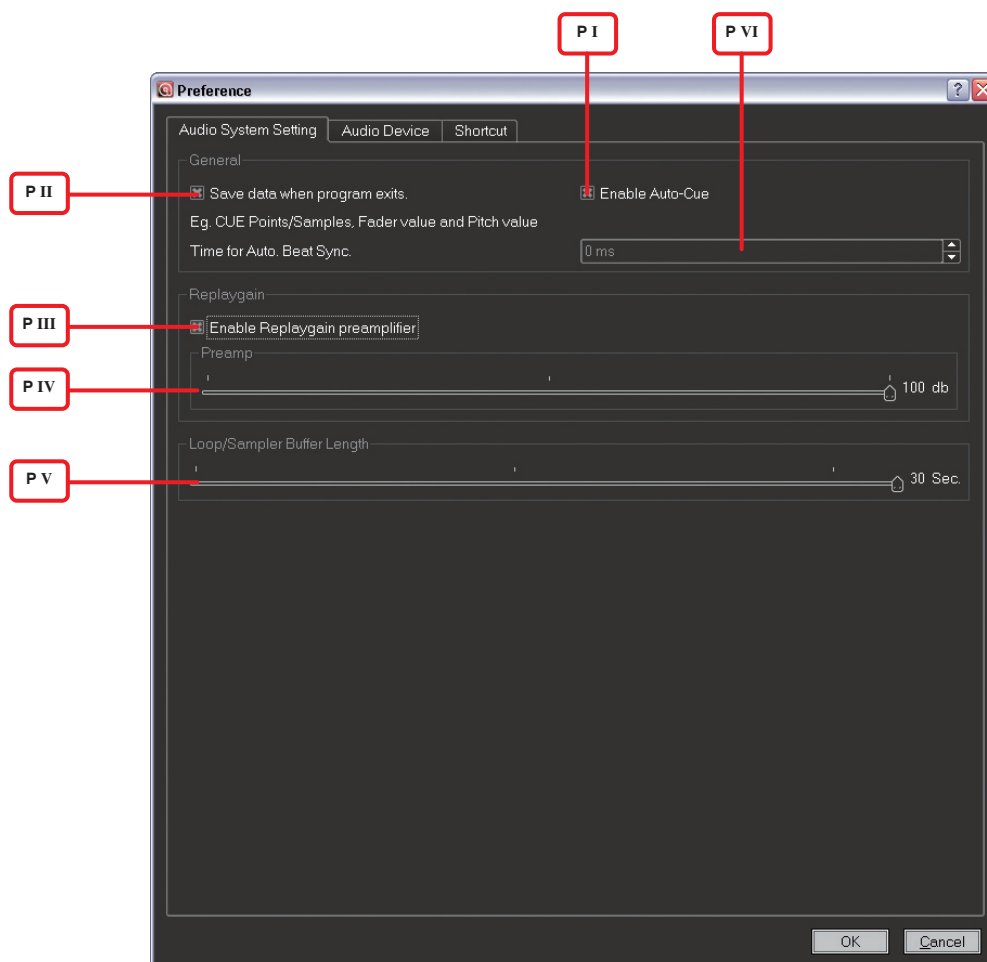 P I
P VI
Preference
Audio System Setting
Audio Device
Shortcut
General
P II
Save data when program exits.
Enable Auto-Cue
Eg. CUE Points/Samples, Fader value and Pitch value
Time for Auto. Beat Sync.
0 ms
Replaygain
P III
Enable Replaygain preamplifier
Preamp
P IV
100 db
Loop/Sampler Buffer Length
P V
30 Sec.
OK
Cancel